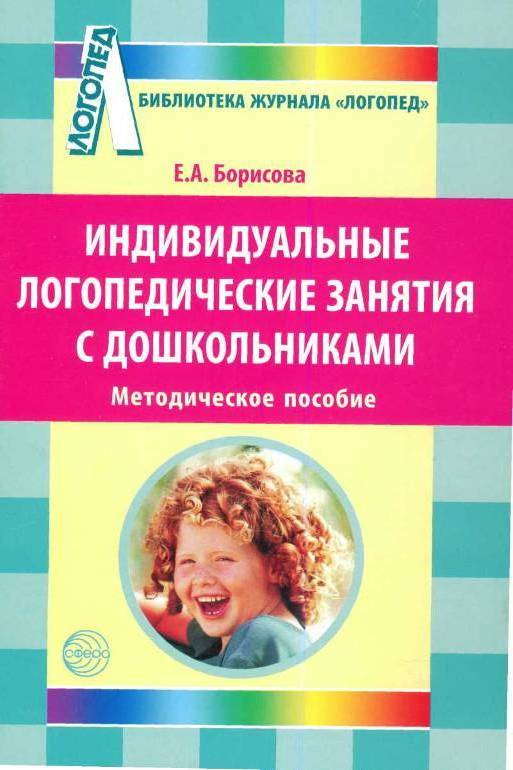 ЛОГОПЕД
БИБЛИОТЕКА ЖУРНАЛА «ЛОГОПЕД»
Е.А. Борисова
ИНДИВИДУАЛЬНЫЕ
ЛОГОПЕДИЧЕСКИЕ ЗАНЯТИЯ
С ДОШКОЛЬНИКАМИ
Методическое пособие
сфера